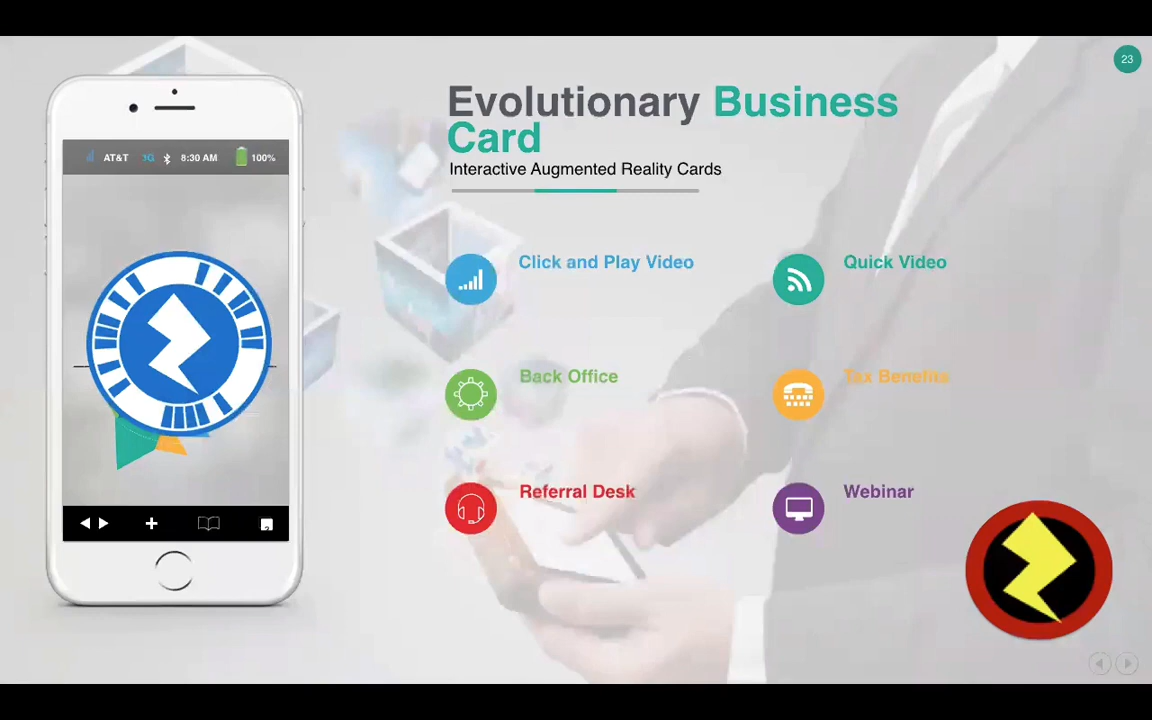 23
Evolutionary Business
Card
Interactive Augmented Reality Cards
AT&T 3G 8:30 AM 100%
Click and Play Video
Quick Video
Back Office
Tax Benefits
Referral Desk
Webinar